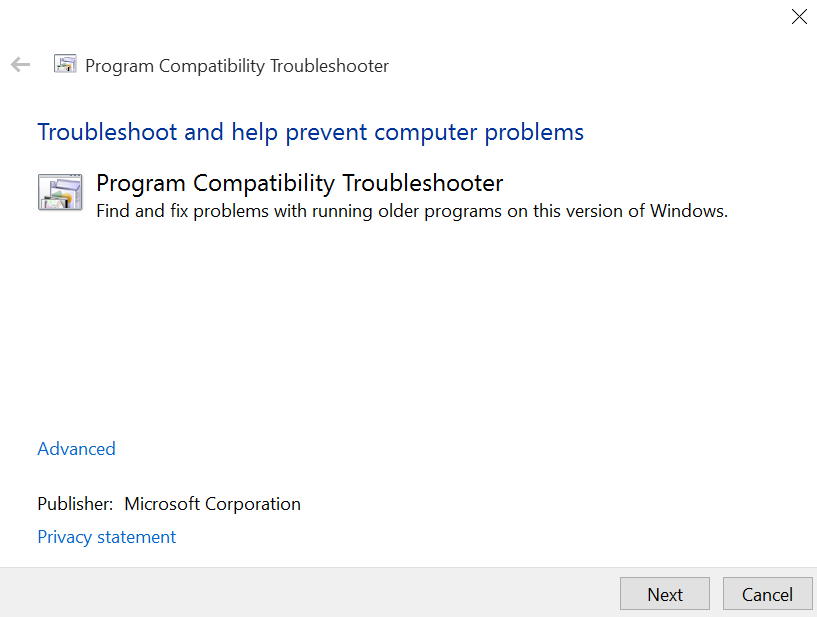 Program Compatibility Troubleshooter
Troubleshoot and help prevent computer problems
Program Compatibility Troubleshooter
Find and fix problems with running older programs on this version of Windows.
Advanced
Publisher: Microsoft Corporation
Privacy statement
Next Cancel